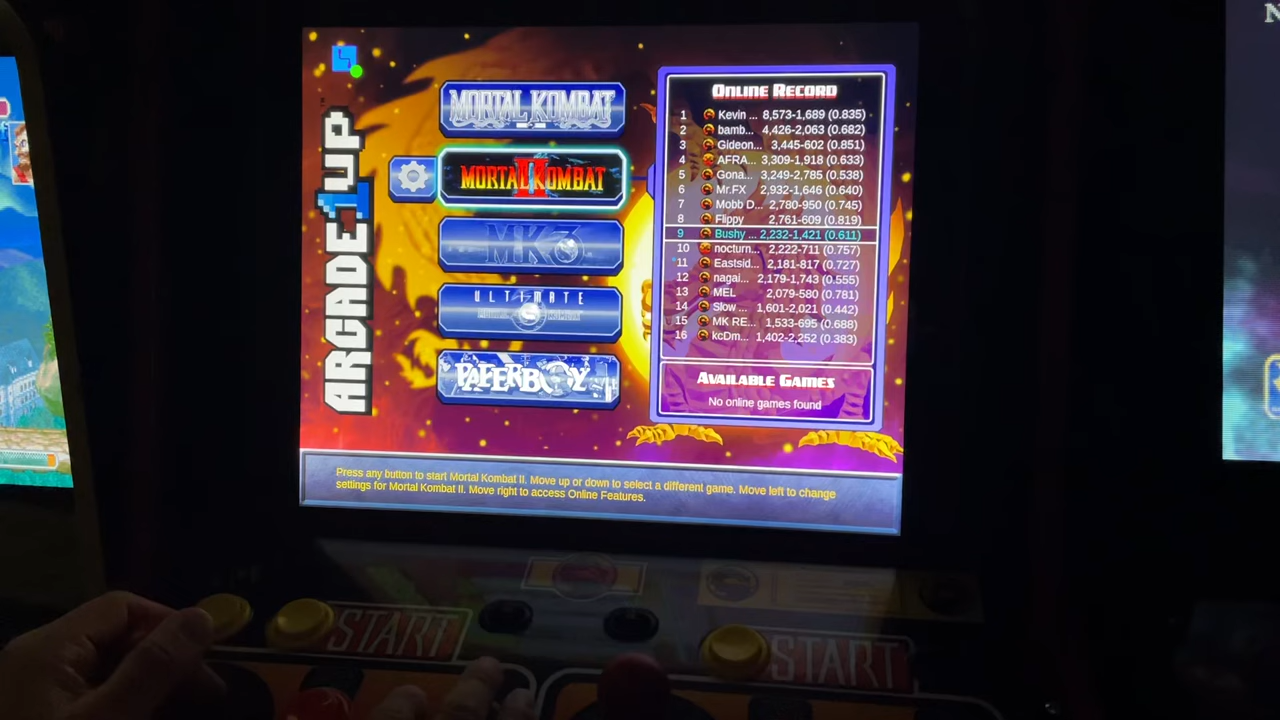 ARCADE1UP
MORTAL KOMBAT
MORTAL KOMBAT
II
MK3
ULTIMATE
MORTAL KOMBAT
PAPERBOY
ONLINE RECORD
1 Kevin ... 8,573-1,689 (0.835)
2 bamb... 4,426-2,063 (0.682)
3 Gideon... 3,445-602 (0.851)
4 AFRA... 3,309-1,918 (0.633)
5 Gona... 3,249-2,785 (0.538)
6 Mr.FX 2,932-1,646 (0.640)
7 Mobb D... 2,780-950 (0.745)
8 Flippy 2,761-609 (0.819)
9 Bushy ... 2,232-1,421 (0.611)
10 nocturn... 2,222-711 (0.757)
11 Eastsid... 2,181-817 (0.727)
12 nagai... 2,179-1,743 (0.555)
13 MEL 2,079-580 (0.781)
14 Slow ... 1,601-2,021 (0.442)
15 MK RE... 1,533-695 (0.688)
16 kcDm... 1,402-2,252 (0.383)
AVAILABLE GAMES
No online games found
Press any button to start Mortal Kombat II. Move up or down to select a different game. Move left to change
settings for Mortal Kombat II. Move right to access Online Features.
START
START
N